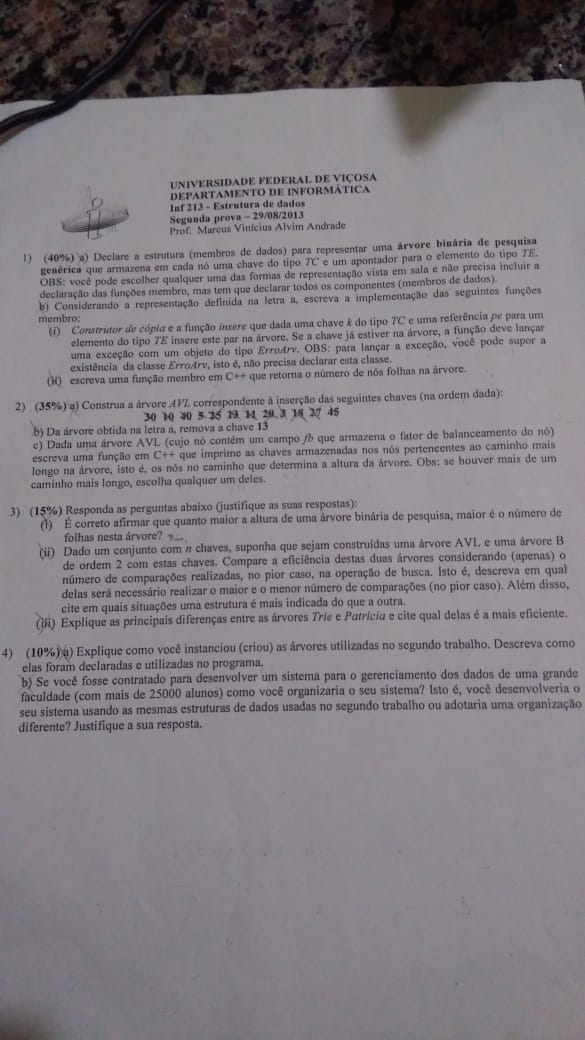 UNIVERSIDADE FEDERAL DE VIÇOSA
DEPARTAMENTO DE INFORMÁTICA
Inf 213 - Estrutura de dados
Segunda prova – 29/08/2013
Prof. Marcus Vinícius Alvim Andrade
1) (40%) a) Declare a estrutura (membros de dados) para representar uma árvore binária de pesquisa
genérica que armazena em cada nó uma chave do tipo TC e um apontador para o elemento do tipo TE.
OBS: você pode escolher qualquer uma das formas de representação vista em sala e não precisa incluir a
declaração das funções membro, mas tem que declarar todos os componentes (membros de dados).
b) Considerando a representação definida na letra a, escreva a implementação das seguintes funções
membro:
(i) Construtor de cópia e a função insere que dada uma chave k do tipo TC e uma referência pe para um
elemento do tipo TE insere este par na árvore. Se a chave já estiver na árvore, a função deve lançar
uma exceção com um objeto do tipo ErroArv. OBS: para lançar a exceção, você pode supor a
existência da classe ErroArv, isto é, não precisa declarar esta classe.
(ii) escreva uma função membro em C++ que retorna o número de nós folhas na árvore.
2) (35%) a) Construa a árvore AVL correspondente à inserção das seguintes chaves (na ordem dada):
30 10 5 13 3 18 27 45
b) Da árvore obtida na letra a, remova a chave 13
c) Dada uma árvore AVL (cujo nó contém um campo fb que armazena o fator de balanceamento do nó)
escreva uma função em C++ que imprime as chaves armazenadas nos nós pertencentes ao caminho mais
longo na árvore, isto é, os nós no caminho que determina a altura da árvore. Obs: se houver mais de um
caminho mais longo, escolha qualquer um deles.
3) (15%) Responda as perguntas abaixo (justifique as suas respostas):
(i) É correto afirmar que quanto maior a altura de uma árvore binária de pesquisa, maior é o número de
folhas nesta árvore?
(ii) Dado um conjunto com n chaves, suponha que sejam construídas uma árvore AVL e uma árvore B
de ordem 2 com estas chaves. Compare a eficiência destas duas árvores considerando (apenas) o
número de comparações realizadas, no pior caso, na operação de busca. Isto é, descreva em qual
delas será necessário realizar o maior e o menor número de comparações (no pior caso). Além disso,
cite em quais situações uma estrutura é mais indicada do que a outra.
(iii) Explique as principais diferenças entre as árvores Trie e Patricia e cite qual delas é a mais eficiente.
4) (10%) a) Explique como você instanciou (criou) as árvores utilizadas no segundo trabalho. Descreva como
elas foram declaradas e utilizadas no programa.
b) Se você fosse contratado para desenvolver um sistema para o gerenciamento dos dados de uma grande
faculdade (com mais de 25000 alunos) como você organizaria o seu sistema? Isto é, você desenvolveria o
seu sistema usando as mesmas estruturas de dados usadas no segundo trabalho ou adotaria uma organização
diferente? Justifique a sua resposta.